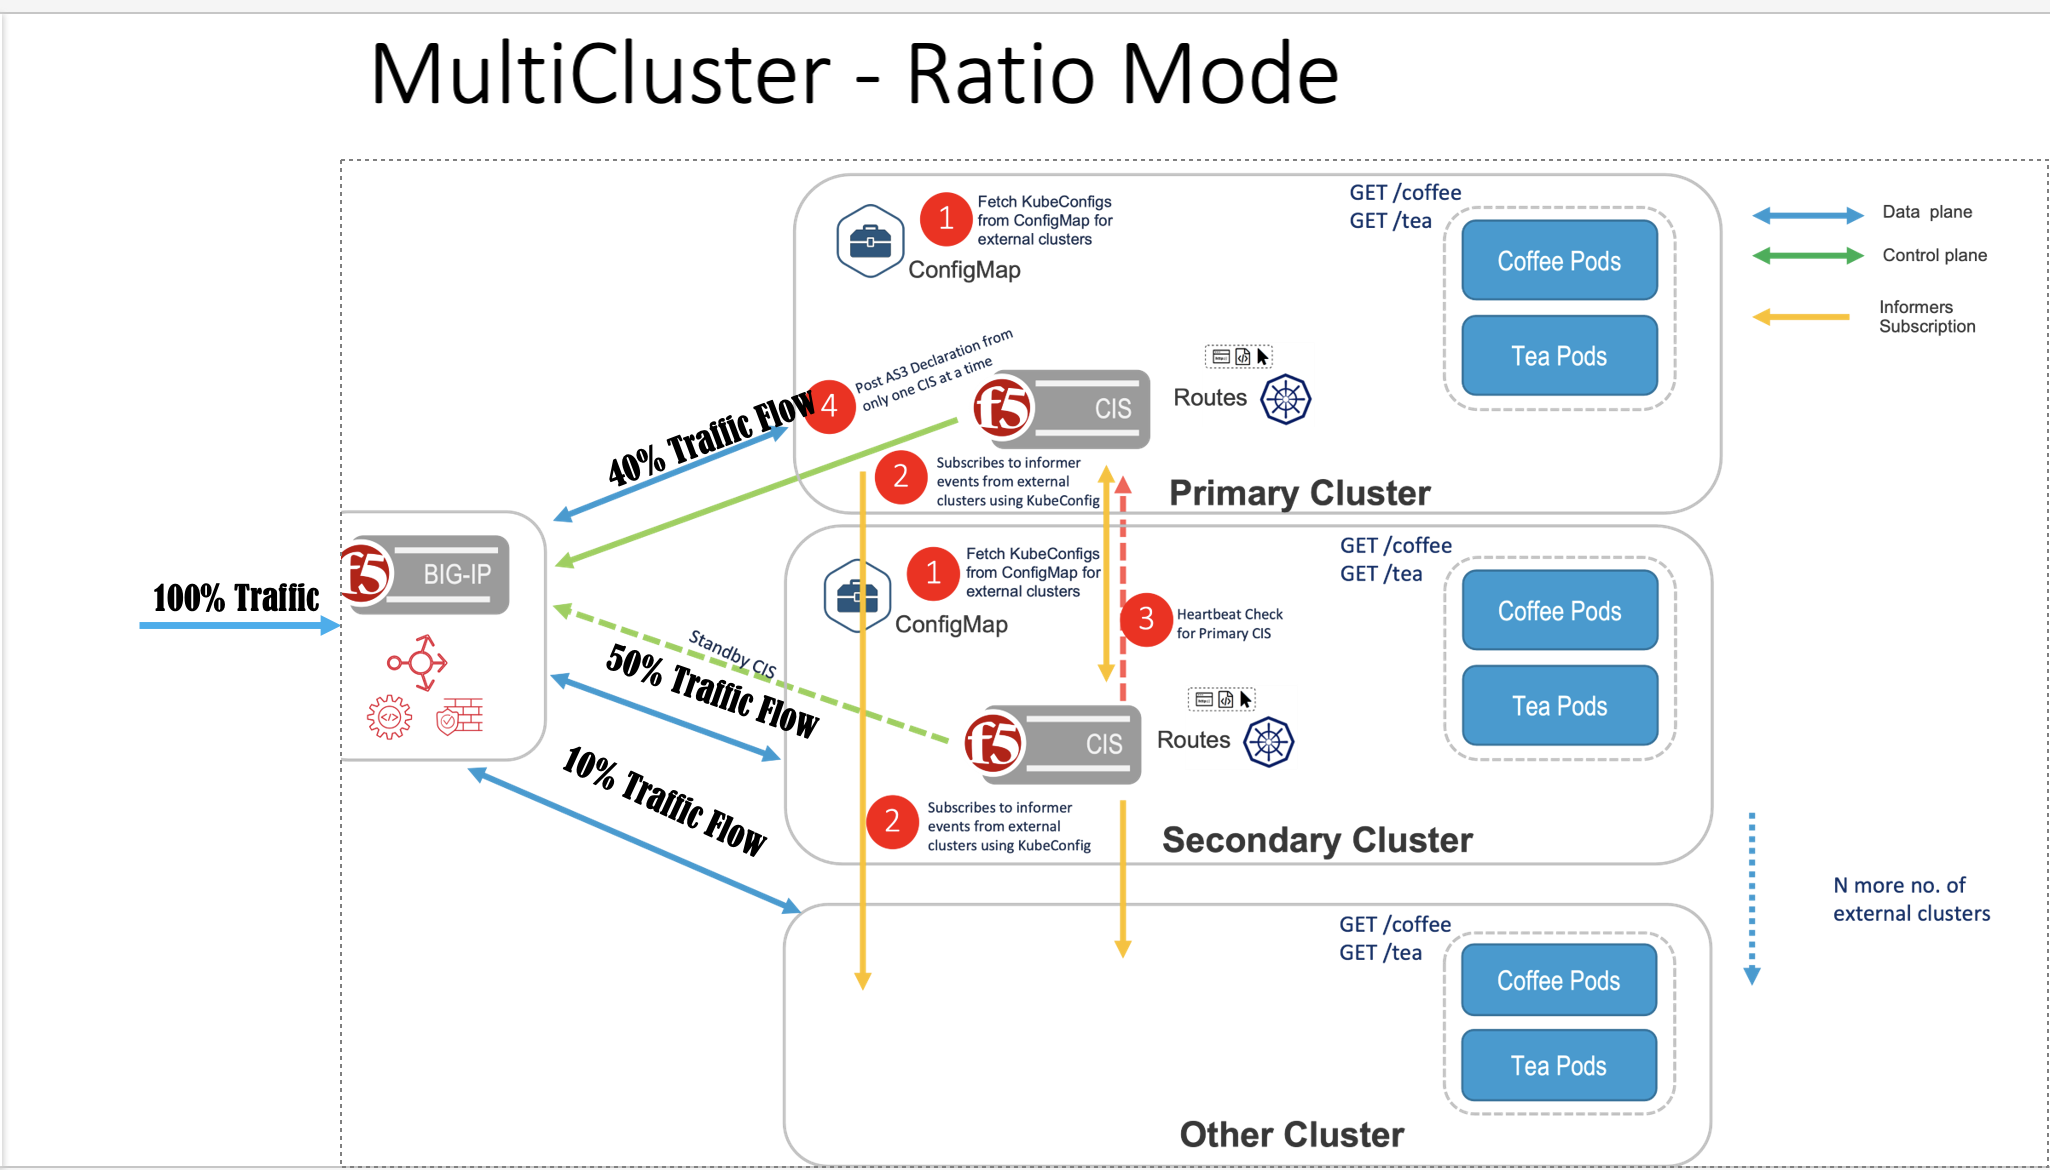 MultiCluster - Ratio Mode
1
Fetch KubeConfigs
from ConfigMap for
external clusters
ConfigMap
GET /coffee
GET /tea
Coffee Pods
Tea Pods
Data plane
Control plane
Informers
Subscription
4
Post AS3 Declaration from
only one CIS at a time
40% Traffic Flow
f5
CIS
Routes
2
Subscribes to informer
events from external
clusters using KubeConfig
Primary Cluster
f5
BIG-IP
100% Traffic
1
Fetch KubeConfigs
from ConfigMap for
external clusters
ConfigMap
GET /coffee
GET /tea
Coffee Pods
Tea Pods
3
Heartbeat Check
for Primary CIS
Standby CIS
50% Traffic Flow
f5
CIS
Routes
10% Traffic Flow
2
Subscribes to informer
events from external
clusters using KubeConfig
Secondary Cluster
N more no. of
external clusters
GET /coffee
GET /tea
Coffee Pods
Tea Pods
Other Cluster